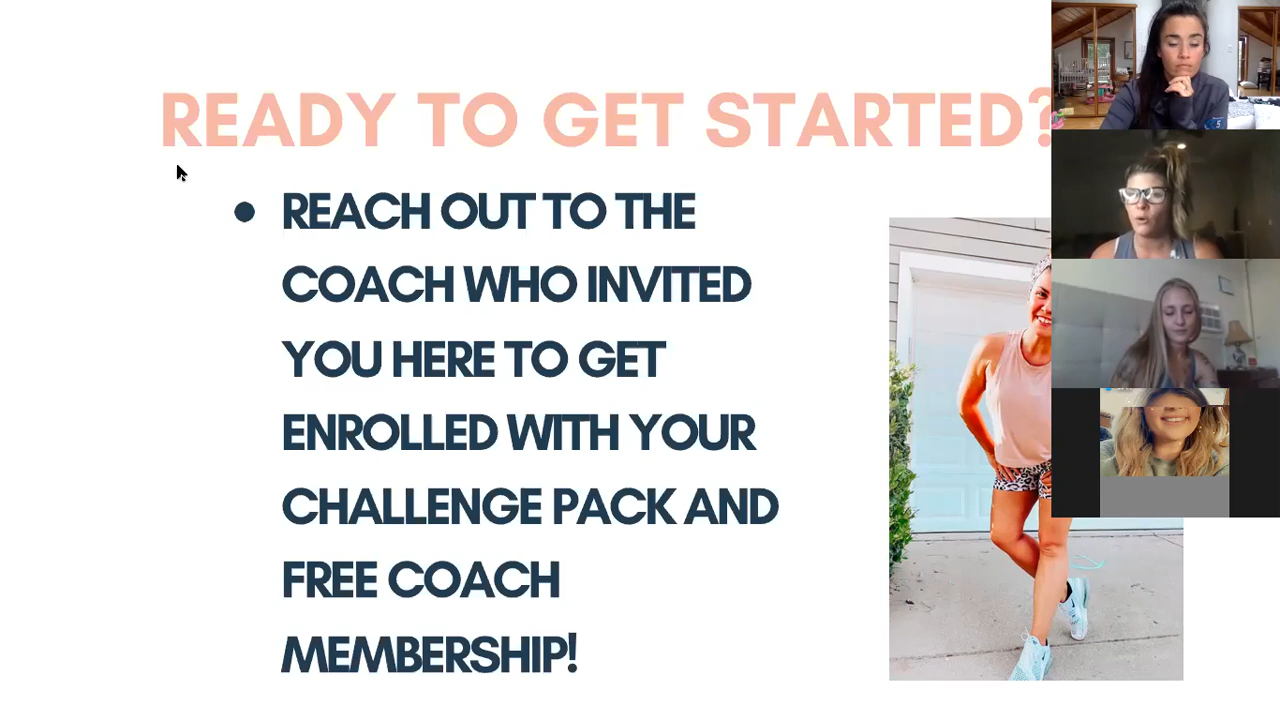 READY TO GET STARTED?
• REACH OUT TO THE
COACH WHO INVITED
YOU HERE TO GET
ENROLLED WITH YOUR
CHALLENGE PACK AND
FREE COACH
MEMBERSHIP!